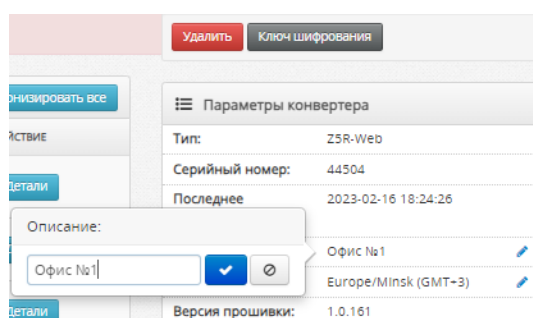 Удалить Ключ шифрования
онизировать все
Параметры конвертера
йствие
Тип: Z5R-Web
Серийный номер: 44504
Детали
Последнее 2023-02-16 18:24:26
Описание:
Офис №1
Офис №1
Europe/Minsk (GMT+3)
Детали
Версия прошивки: 1.0.161